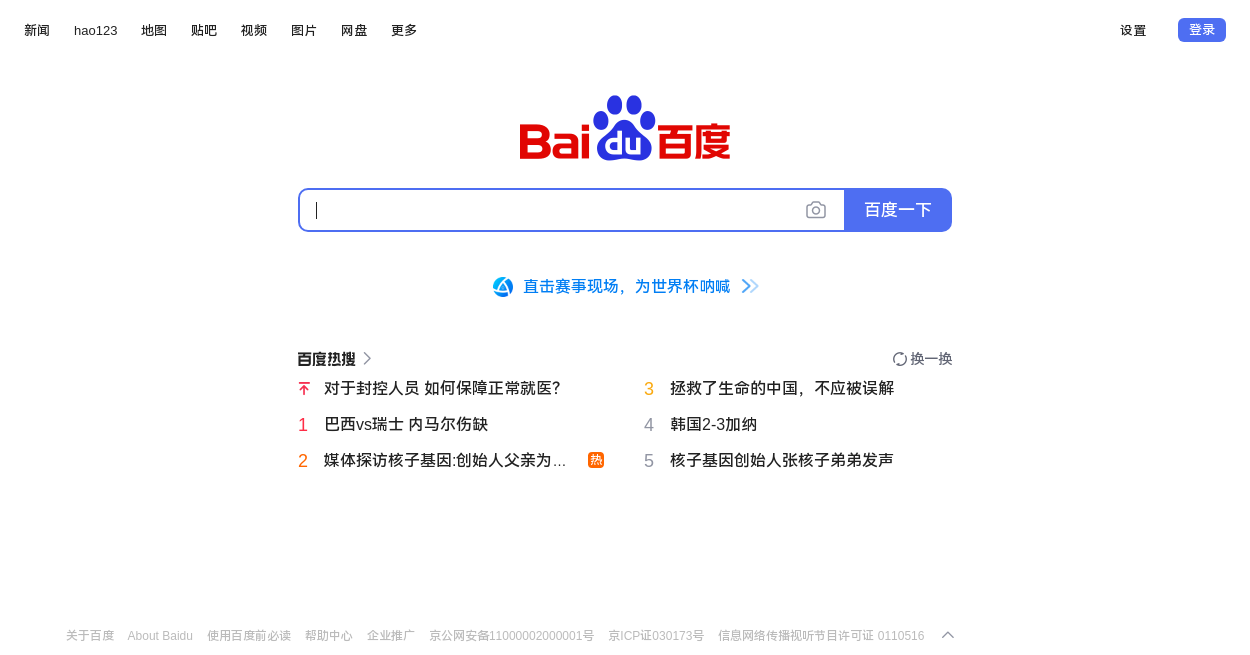 新闻 hao123 地图 贴吧 视频 图片 网盘 更多 设置 登录
Bai du 百度
百度一下
直击赛事现场，为世界杯呐喊
百度热搜 换一换
对于封控人员 如何保障正常就医?
3 拯救了生命的中国，不应被误解
1 巴西vs瑞士 内马尔伤缺
4 韩国2-3加纳
2 媒体探访核子基因:创始人父亲为... 热
5 核子基因创始人张核子弟弟发声
关于百度 About Baidu 使用百度前必读 帮助中心 企业推广 京公网安备11000002000001号 京ICP证030173号 信息网络传播视听节目许可证 0110516